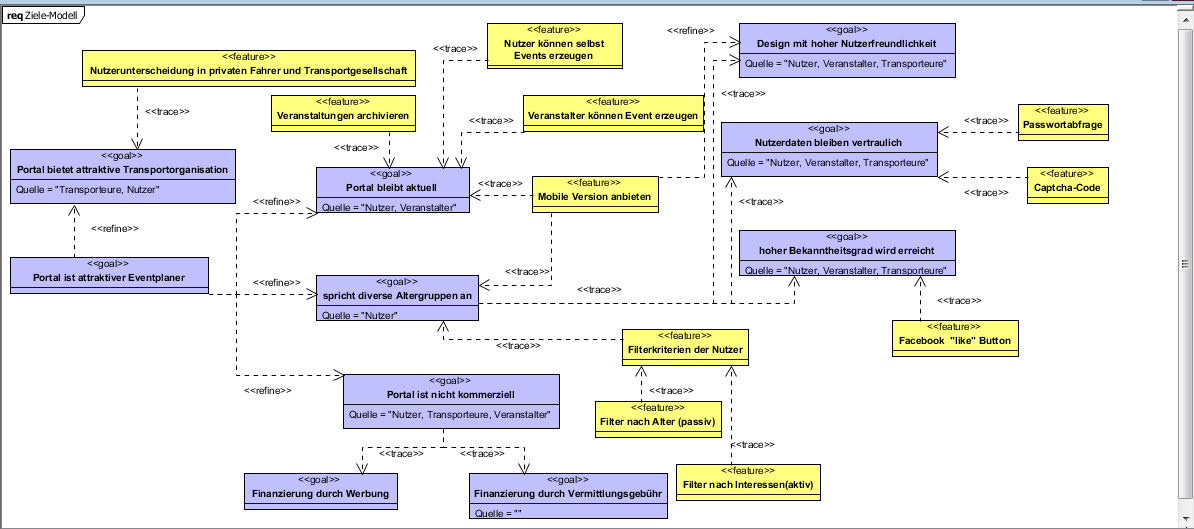 req Ziele-Modell
<<feature>>
Nutzerunterscheidung in privaten Fahrer und Transportgesellschaft
<<feature>>
Nutzer können selbst
Events erzeugen
<<feature>>
Veranstaltungen archivieren
<<feature>>
Veranstalter können Event erzeugen
<<goal>>
Design mit hoher Nutzerfreundlichkeit
Quelle = "Nutzer, Veranstalter, Transporteure"
<<refine>>
<<trace>>
<<trace>>
<<trace>>
<<trace>>
<<trace>>
<<goal>>
Portal bietet attraktive Transportorganisation
Quelle = "Transporteure, Nutzer"
<<goal>>
Portal bleibt aktuell
Quelle = "Nutzer, Veranstalter"
<<goal>>
Nutzerdaten bleiben vertraulich
Quelle = "Nutzer, Veranstalter, Transporteure"
<<trace>>
<<feature>>
Passwortabfrage
<<trace>>
<<feature>>
Captcha-Code
<<trace>>
<<feature>>
Mobile Version anbieten
<<refine>>
<<trace>>
<<refine>>
<<goal>>
hoher Bekanntheitsgrad wird erreicht
Quelle = "Nutzer, Veranstalter, Transporteure"
<<goal>>
Portal ist attraktiver Eventplaner
<<refine>>
<<trace>>
<<goal>>
spricht diverse Altergruppen an
Quelle = "Nutzer"
<<trace>>
<<trace>>
<<feature>>
Facebook "like" Button
<<trace>>
<<feature>>
Filterkriterien der Nutzer
<<refine>>
<<goal>>
Portal ist nicht kommerziell
Quelle = "Nutzer, Transporteure, Veranstalter"
<<trace>>
<<feature>>
Filter nach Alter (passiv)
<<trace>>
<<feature>>
Filter nach Interessen(aktiv)
<<trace>>
<<trace>>
<<goal>>
Finanzierung durch Werbung
<<goal>>
Finanzierung durch Vermittlungsgebühr
Quelle = ""